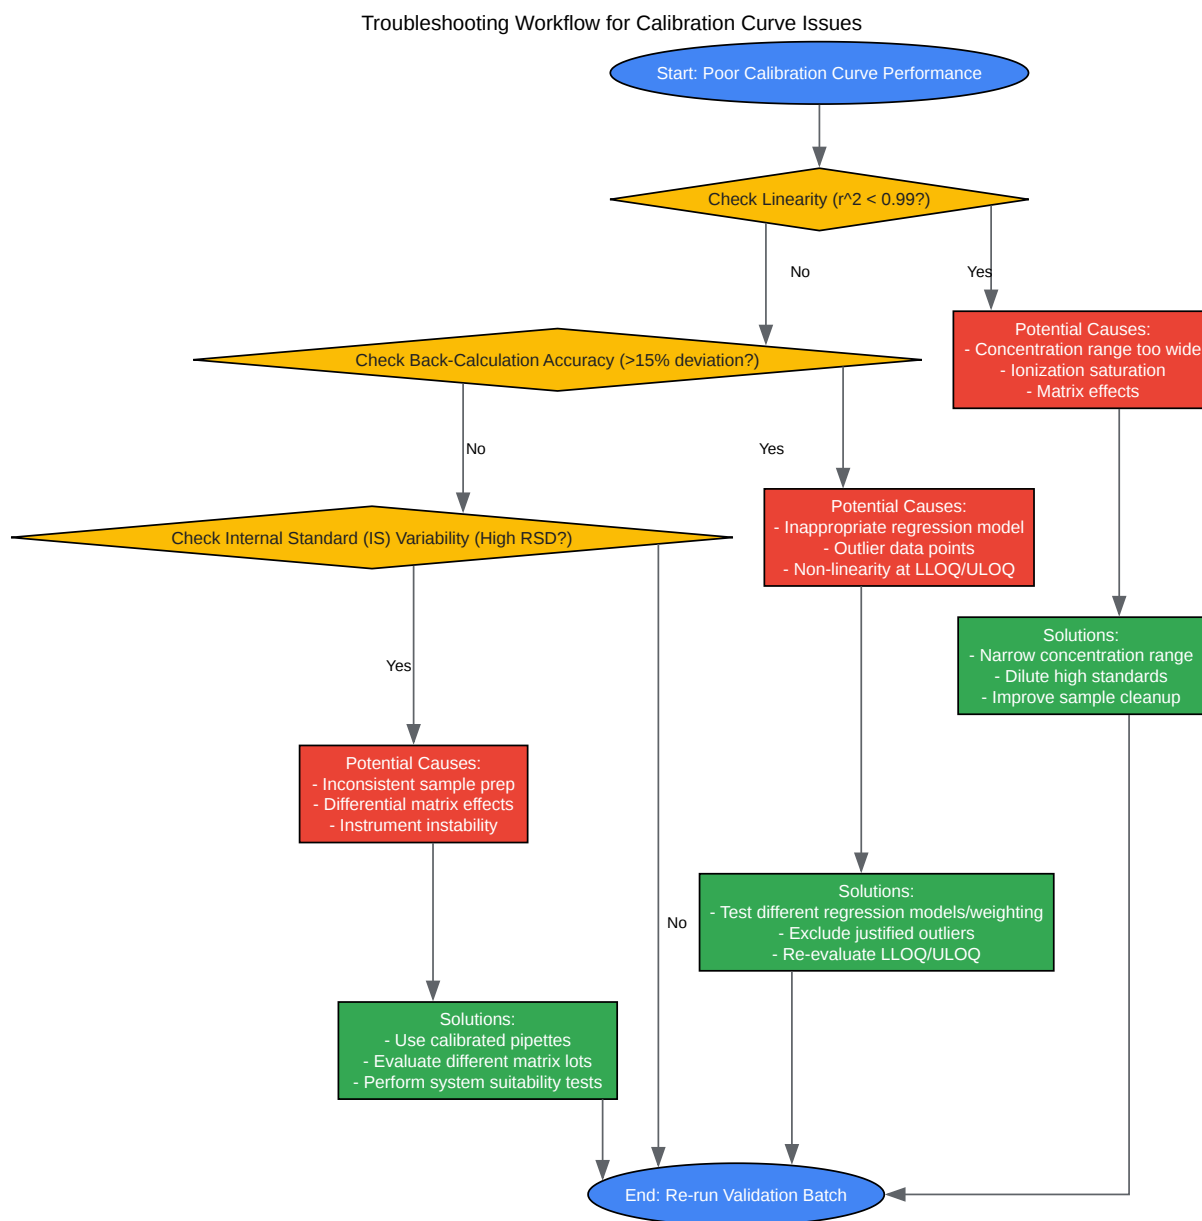 Troubleshooting Workflow for Calibration Curve Issues
Start: Poor Calibration Curve Performance
Check Linearity (r^2 < 0.99?)
No
Yes
Potential Causes:
- Concentration range too wide
- Ionization saturation
- Matrix effects
Check Back-Calculation Accuracy (>15% deviation?)
No
Yes
Potential Causes:
- Inappropriate regression model
- Outlier data points
- Non-linearity at LLOQ/ULOQ
Check Internal Standard (IS) Variability (High RSD?)
Solutions:
- Narrow concentration range
- Dilute high standards
- Improve sample cleanup
Yes
Potential Causes:
- Inconsistent sample prep
- Differential matrix effects
- Instrument instability
No
Solutions:
- Test different regression models/weighting
- Exclude justified outliers
- Re-evaluate LLOQ/ULOQ
Solutions:
- Use calibrated pipettes
- Evaluate different matrix lots
- Perform system suitability tests
End: Re-run Validation Batch